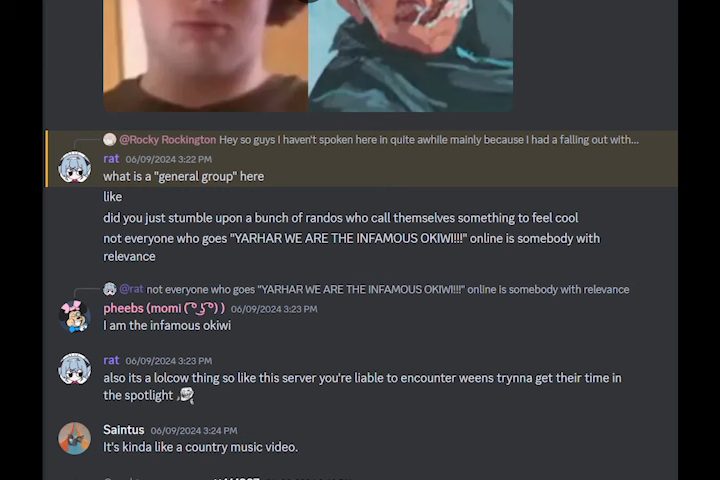 @Rocky Rockington Hey so guys I haven't spoken here in quite awhile mainly because I had a falling out with...
rat 06/09/2024 3:22 PM
what is a "general group" here
like
did you just stumble upon a bunch of randos who call themselves something to feel cool
not everyone who goes "YARHAR WE ARE THE INFAMOUS OKIWI!!!" online is somebody with
relevance
@rat not everyone who goes "YARHAR WE ARE THE INFAMOUS OKIWI!!!" online is somebody with relevance
pheebs (momi ( ͡° ͜ʖ ͡°) ) 06/09/2024 3:23 PM
I am the infamous okiwi
rat 06/09/2024 3:23 PM
also its a lolcow thing so like this server you're liable to encounter weens trynna get their time in
the spotlight
Saintus 06/09/2024 3:24 PM
It's kinda like a country music video.